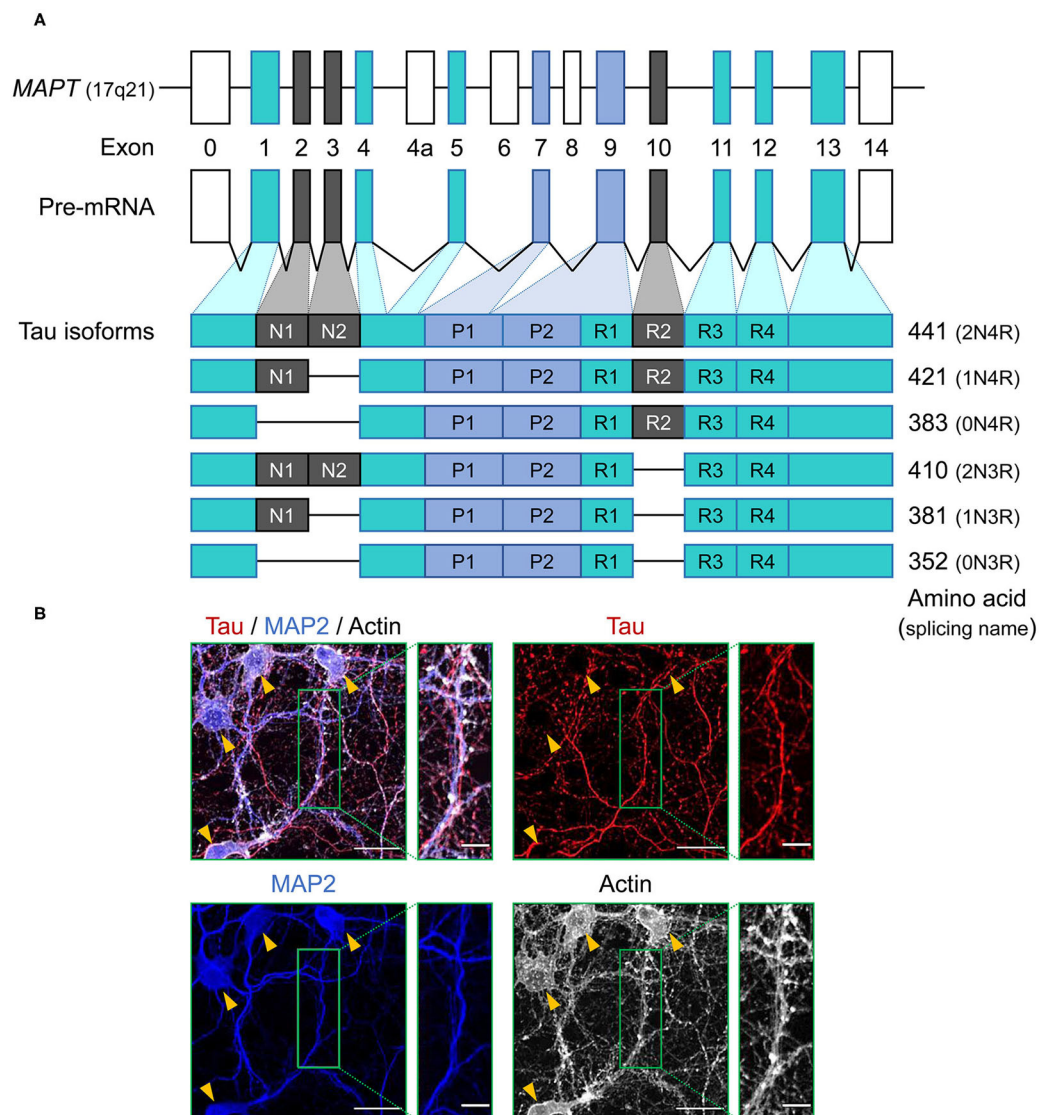 A
MAPT (17q21)
Exon 0 1 2 3 4 4a 5 6 7 8 9 10 11 12 13 14
Pre-mRNA
Tau isoforms N1 N2 P1 P2 R1 R2 R3 R4 441 (2N4R)
N1 P1 P2 R1 R2 R3 R4 421 (1N4R)
P1 P2 R1 R2 R3 R4 383 (0N4R)
N1 N2 P1 P2 R1 R3 R4 410 (2N3R)
N1 P1 P2 R1 R3 R4 381 (1N3R)
P1 P2 R1 R3 R4 352 (0N3R)
Amino acid
(splicing name)
B
Tau / MAP2 / Actin
Tau
MAP2
Actin